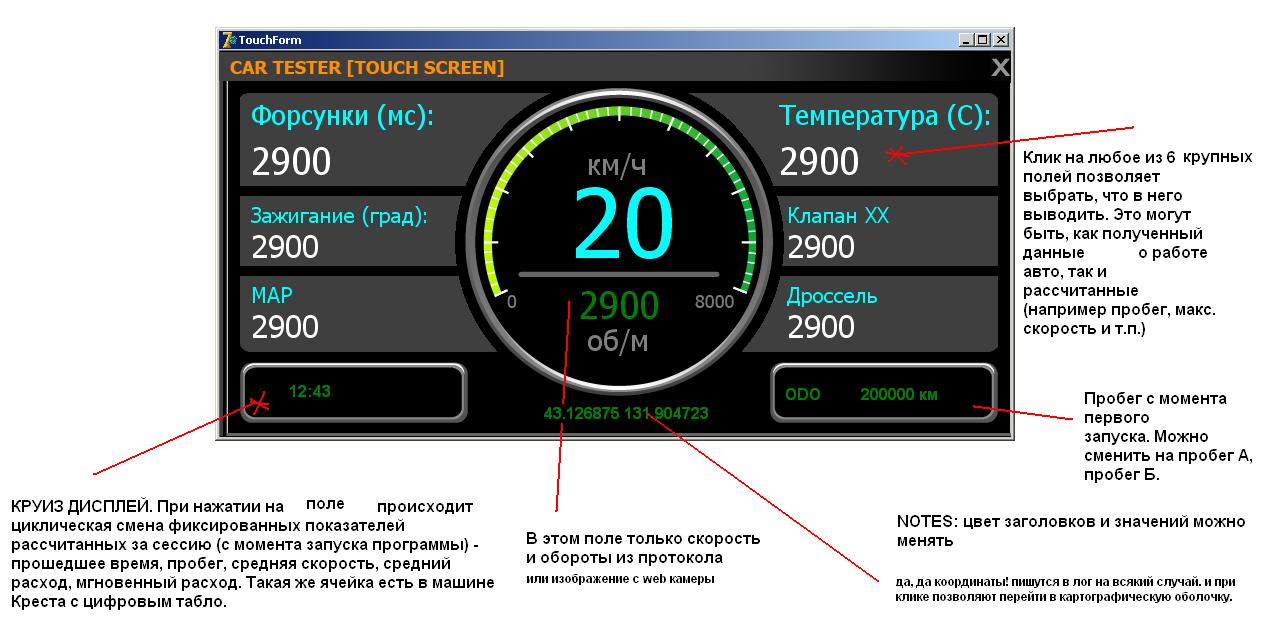 TouchForm
CAR TESTER [TOUCH SCREEN]
X
Форсунки (мс):
2900
Зажигание (град):
2900
MAP
2900
км/ч
20
2900
об/м
0
8000
Температура (С):
2900
Клапан ХХ
2900
Дроссель
2900
12:43
43.126875 131.904723
ODO 200000 км
Клик на любое из 6 крупных
полей позволяет
выбрать, что в него
выводить. Это могут
быть, как полученный
данные о работе
авто, так и
рассчитанные
(например пробег, макс.
скорость и т.п.)
Пробег с момента
первого
запуска. Можно
сменить на пробег А,
пробег Б.
КРУИЗ ДИСПЛЕЙ. При нажатии на поле происходит
циклическая смена фиксированных показателей
рассчитанных за сессию (с момента запуска программы) -
прошедшее время, пробег, средняя скорость, средний
расход, мгновенный расход. Такая же ячейка есть в машине
Креста с цифровым табло.
В этом поле только скорость
и обороты из протокола
или изображение с web камеры
NOTES: цвет заголовков и значений можно
менять
да, да координаты! пишутся в лог на всякий случай. и при
клике позволяют перейти в картографическую оболочку.